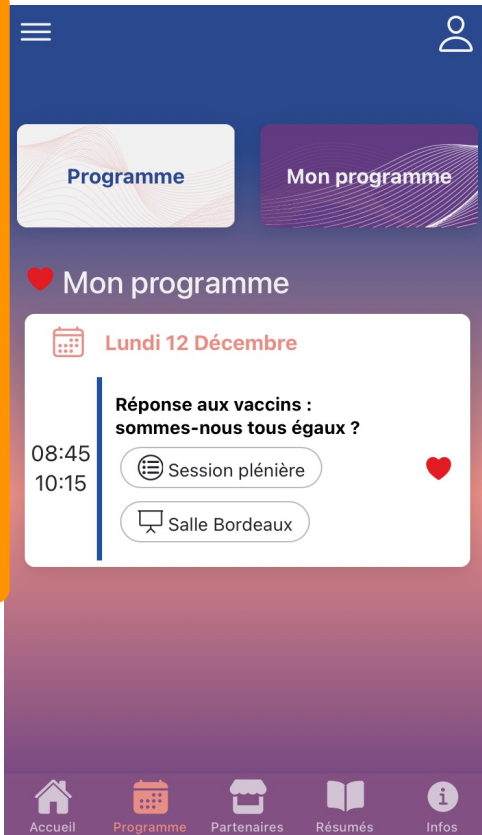 Programme
Mon programme
Mon programme
Lundi 12 Décembre
Réponse aux vaccins :
sommes-nous tous égaux ?
08:45
10:15
Session plénière
Salle Bordeaux
Accueil
Programme
Partenaires
Résumés
Infos